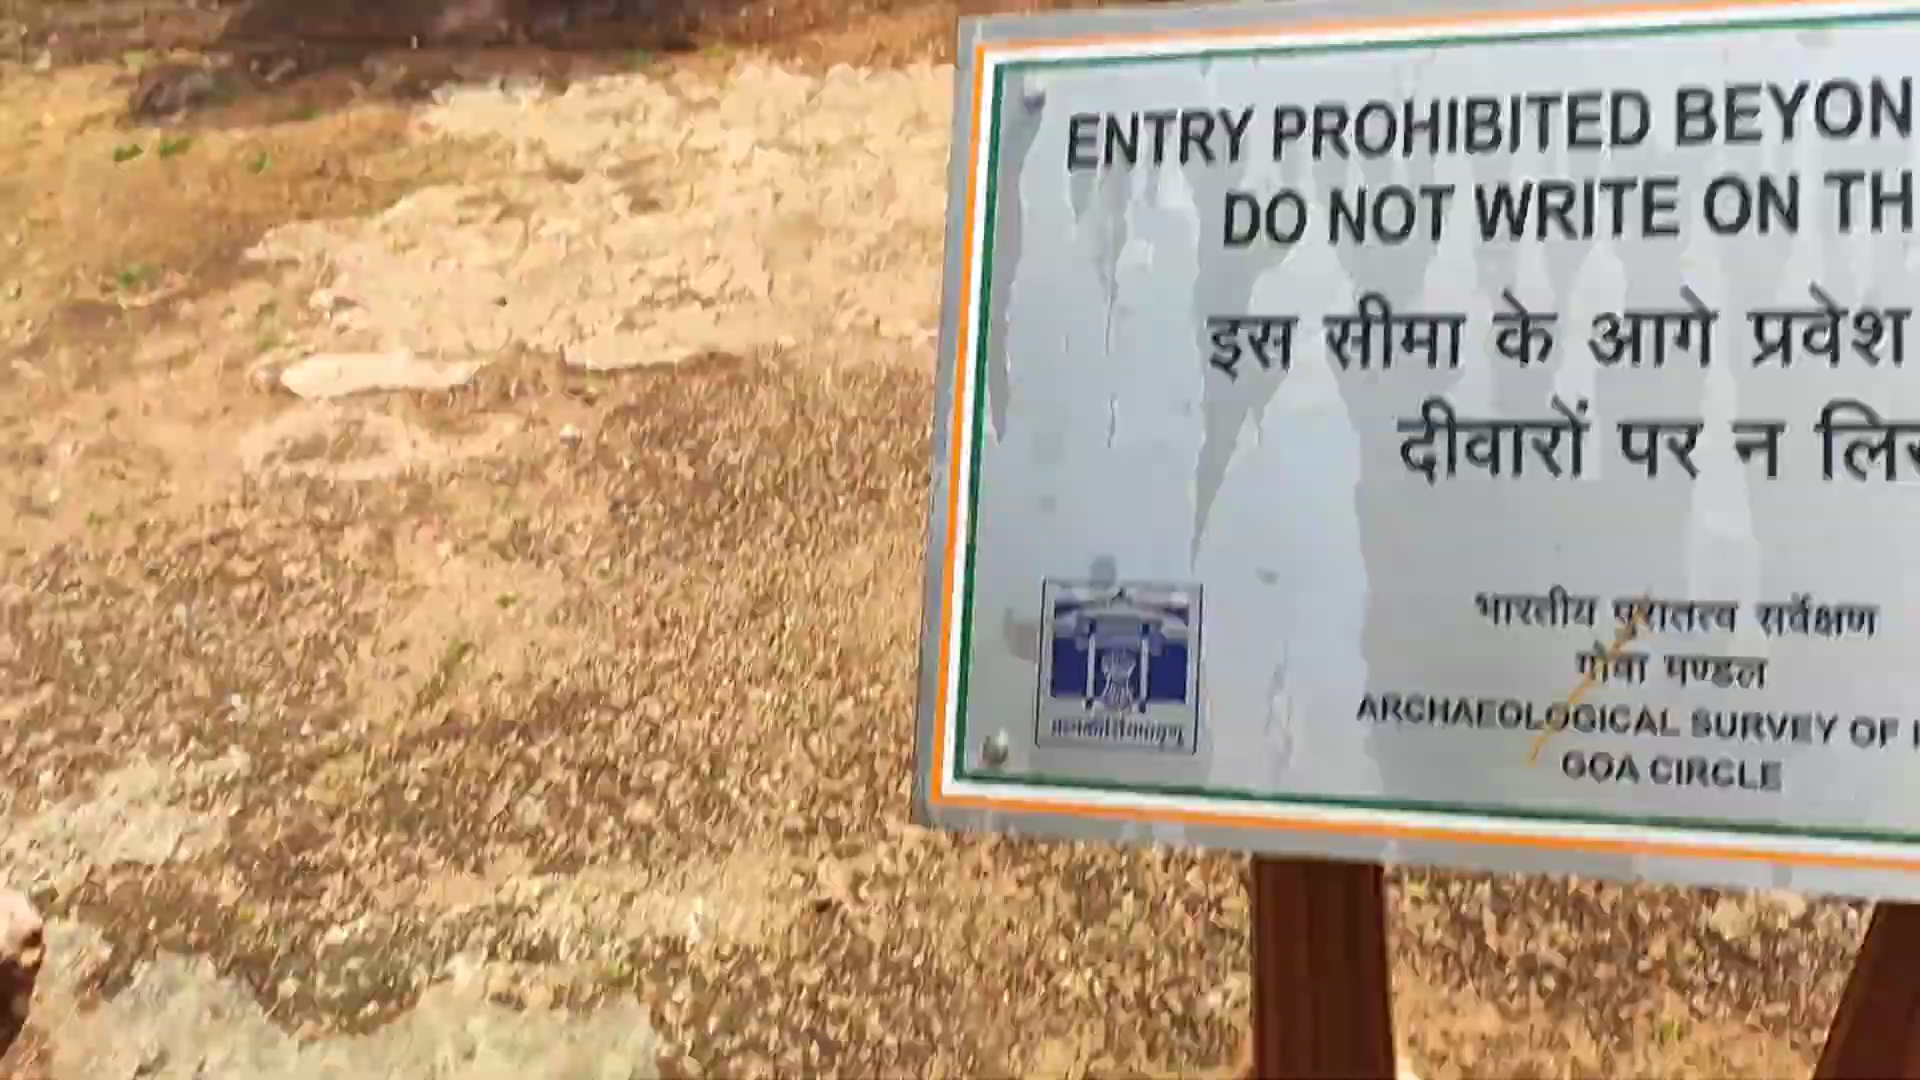 ENTRY PROHIBITED BEYON
DO NOT WRITE ON TH
इस सीमा के आगे प्रवेश
दीवारों पर न लिख
भारतीय पुरातत्व सर्वेक्षण
गोवा मण्डल
ARCHAEOLOGICAL SURVEY OF I
GOA CIRCLE